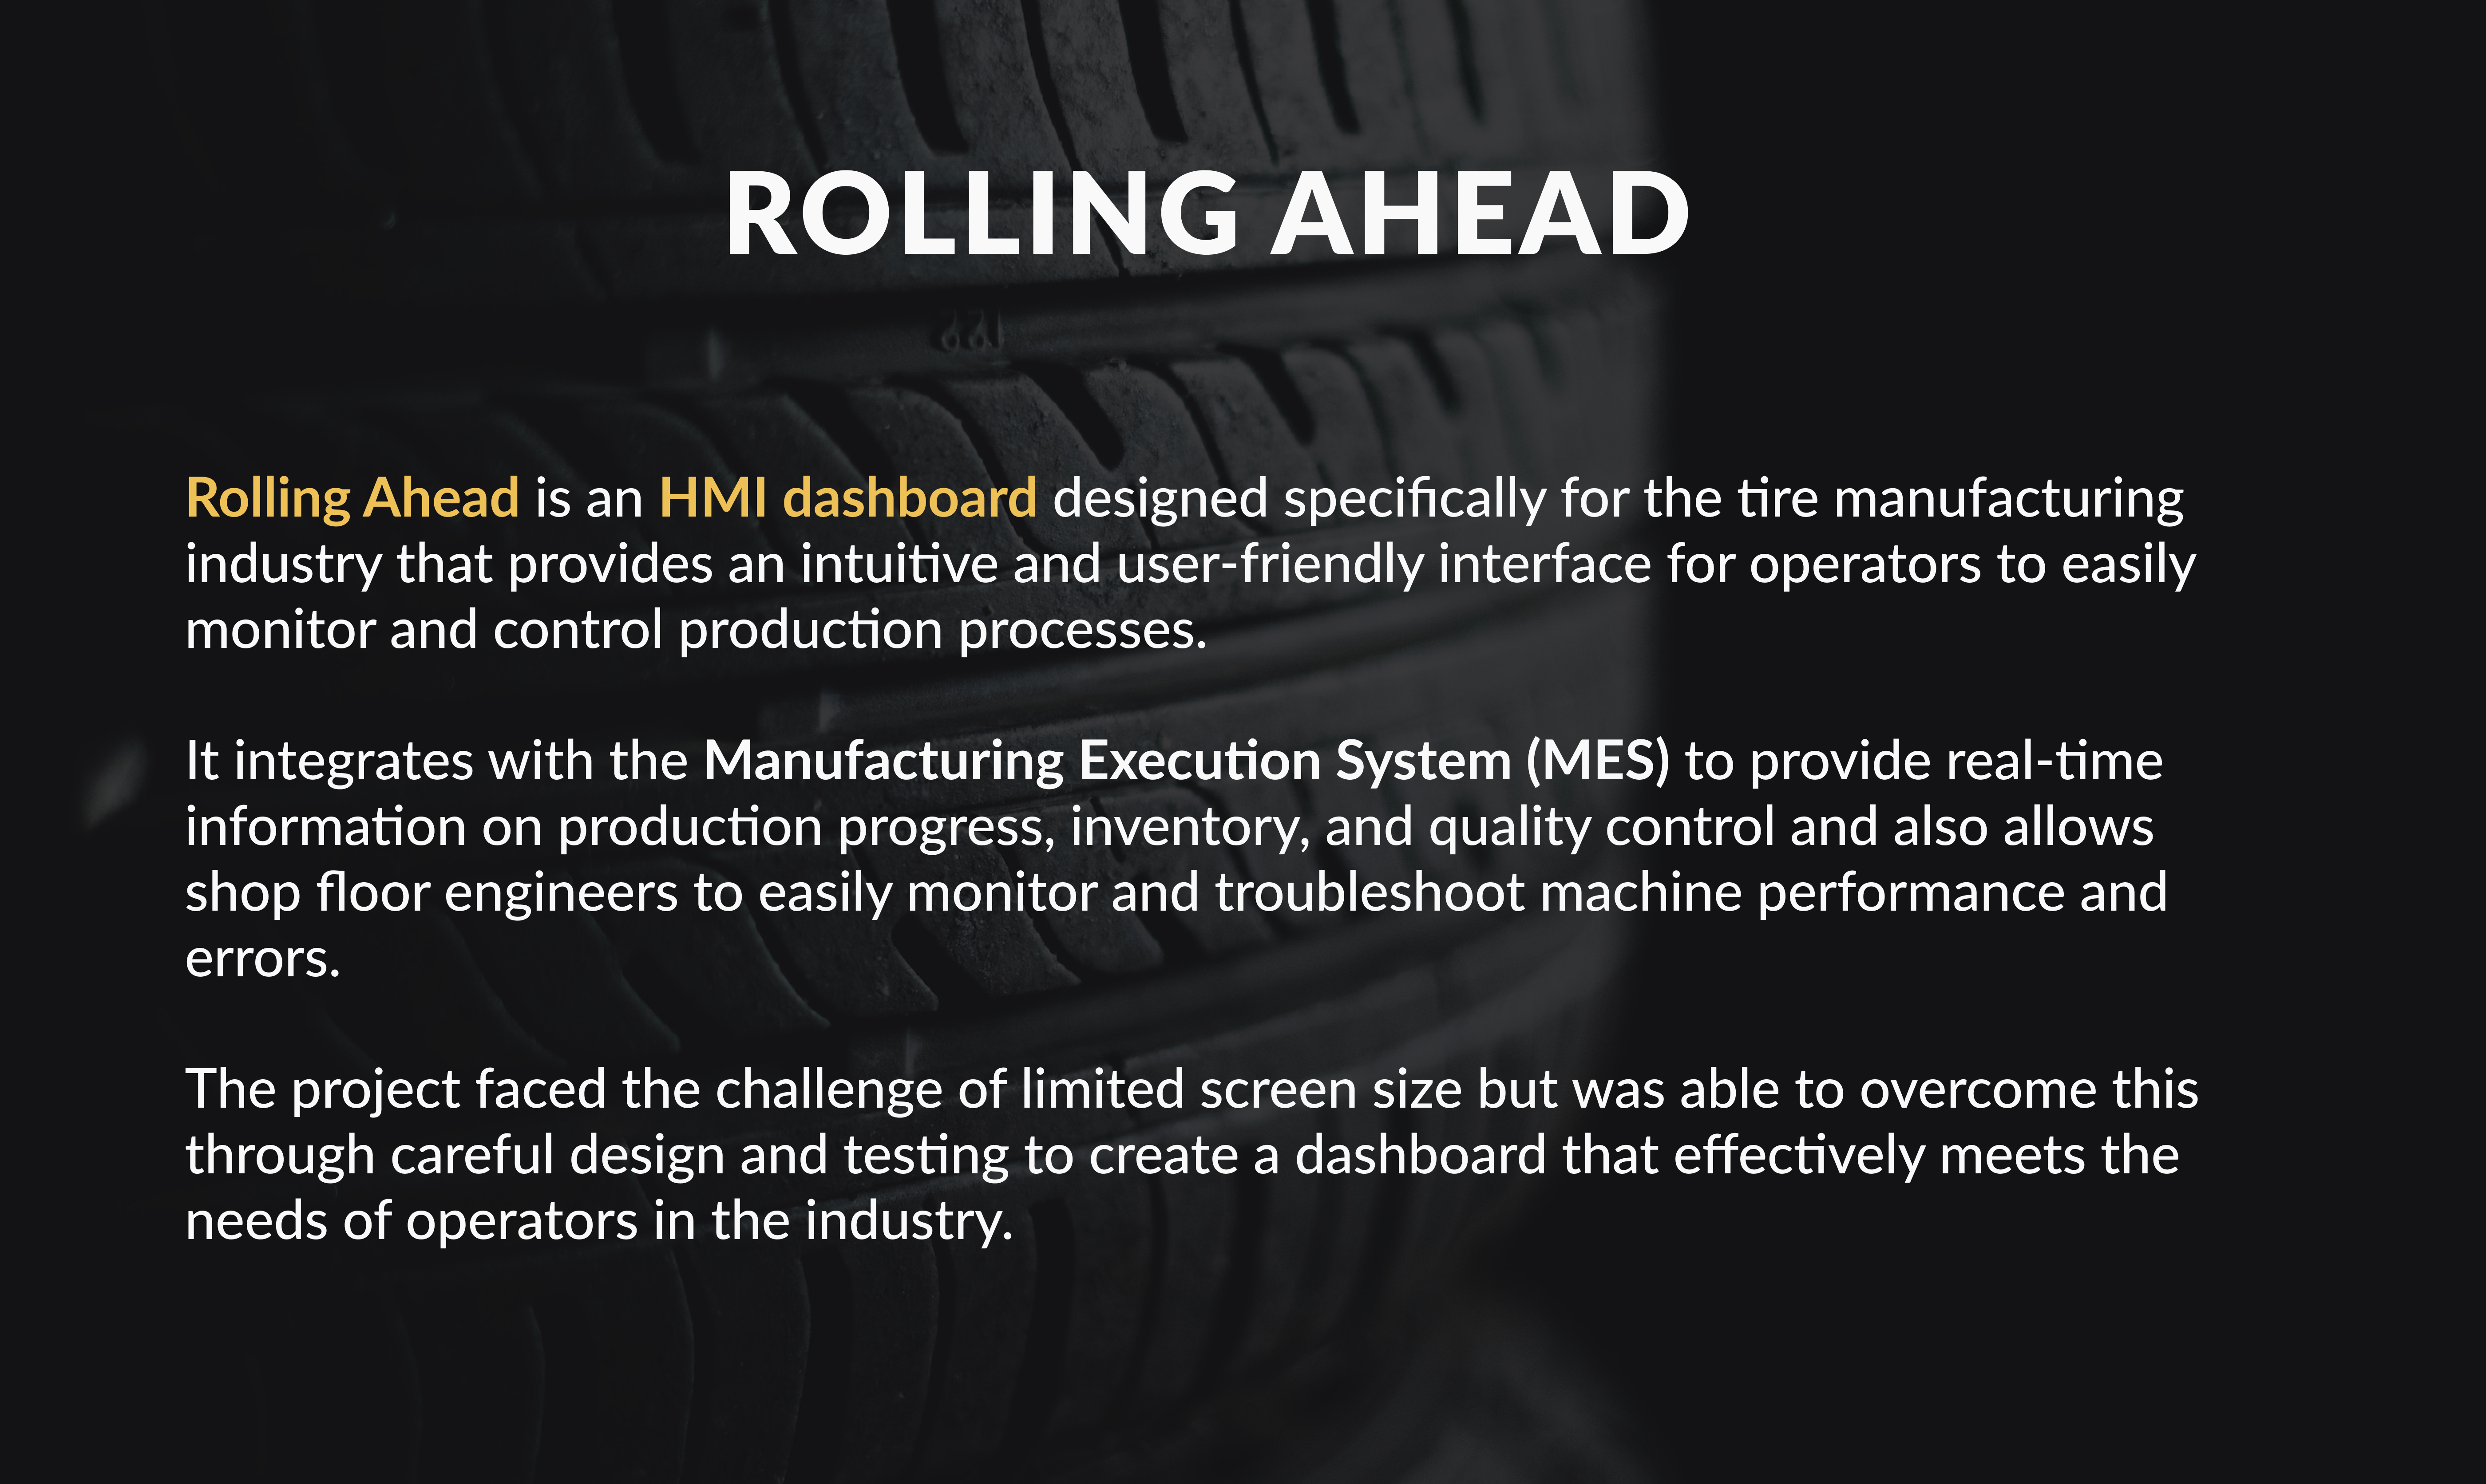 ROLLING AHEAD
Rolling Ahead is an HMI dashboard designed specifically for the tire manufacturing
industry that provides an intuitive and user-friendly interface for operators to easily
monitor and control production processes.
It integrates with the Manufacturing Execution System (MES) to provide real-time
information on production progress, inventory, and quality control and also allows
shop floor engineers to easily monitor and troubleshoot machine performance and
errors.
The project faced the challenge of limited screen size but was able to overcome this
through careful design and testing to create a dashboard that effectively meets the
needs of operators in the industry.